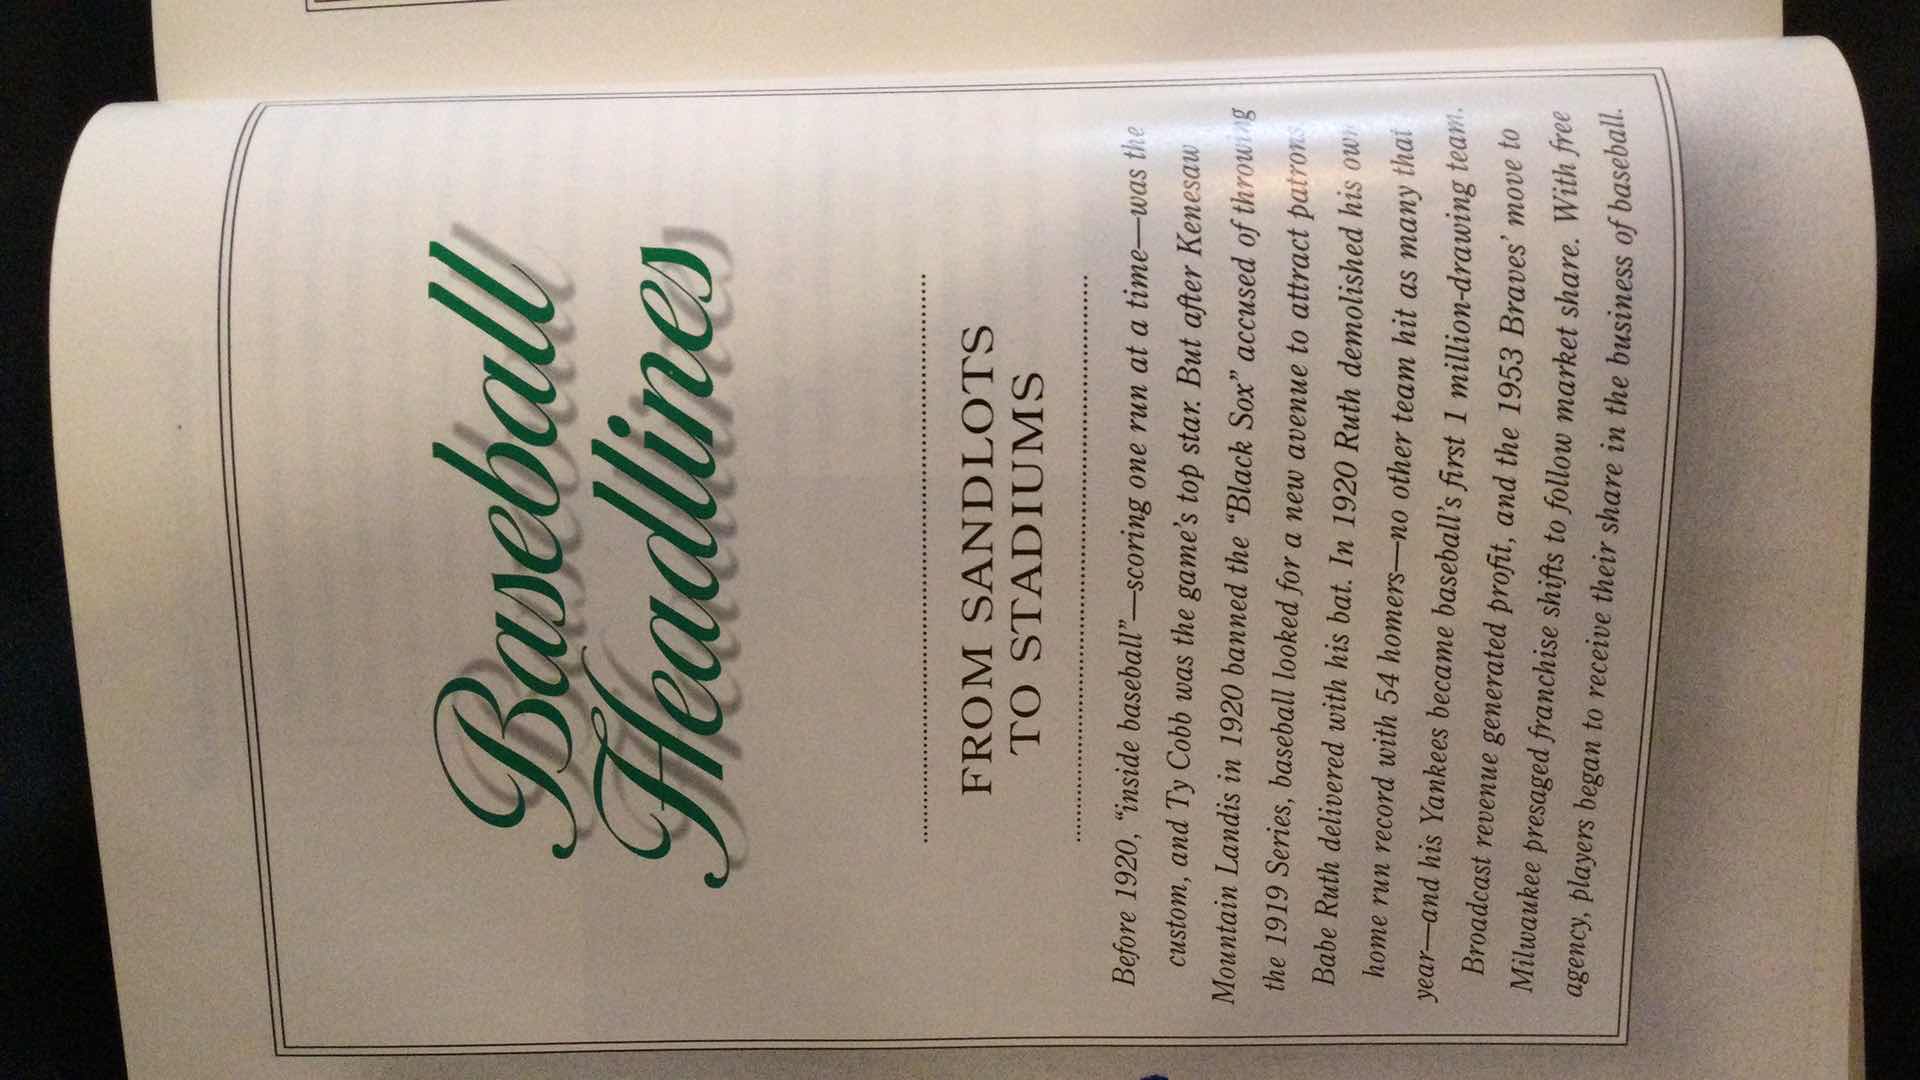 Baseball
Headlines
FROM SANDLOTS
TO STADIUMS
Before 1920, “inside baseball”—scoring one run at a time—was the
custom, and Ty Cobb was the game’s top star. But after Kenesaw
Mountain Landis in 1920 banned the “Black Sox” accused of throwing
the 1919 Series, baseball looked for a new avenue to attract patrons.
Babe Ruth delivered with his bat. In 1920 Ruth demolished his own
home run record with 54 homers—no other team hit as many that
year—and his Yankees became baseball’s first 1 million-drawing team.
Broadcast revenue generated profit, and the 1953 Braves’ move to
Milwaukee presaged franchise shifts to follow market share. With free
agency, players began to receive their share in the business of baseball.